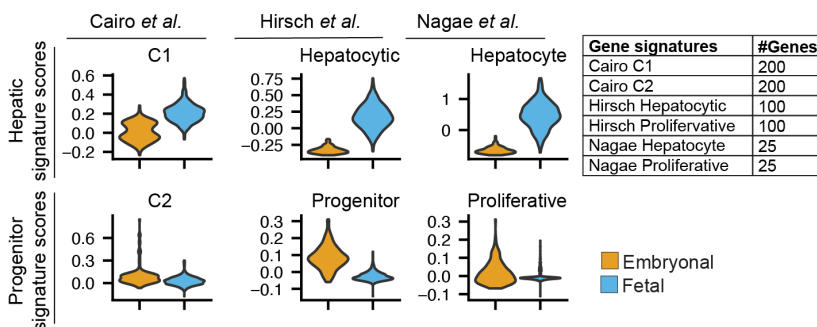 Cairo et al.
Hirsch et al.
Nagae et al.
Hepatic
signature scores
C1
0.6
0.4
0.2
0.0
−0.2
Hepatocytic
0.75
0.50
0.25
0.00
−0.25
Hepatocyte
1
0
Gene signatures #Genes
Cairo C1 200
Cairo C2 200
Hirsch Hepatocytic 100
Hirsch Prolifervative 100
Nagae Hepatocyte 25
Nagae Proliferative 25
Progenitor
signature scores
C2
0.6
0.3
0.0
Progenitor
0.3
0.2
0.1
0.0
−0.1
Proliferative
0.3
0.2
0.1
0.0
−0.1
Embryonal
Fetal